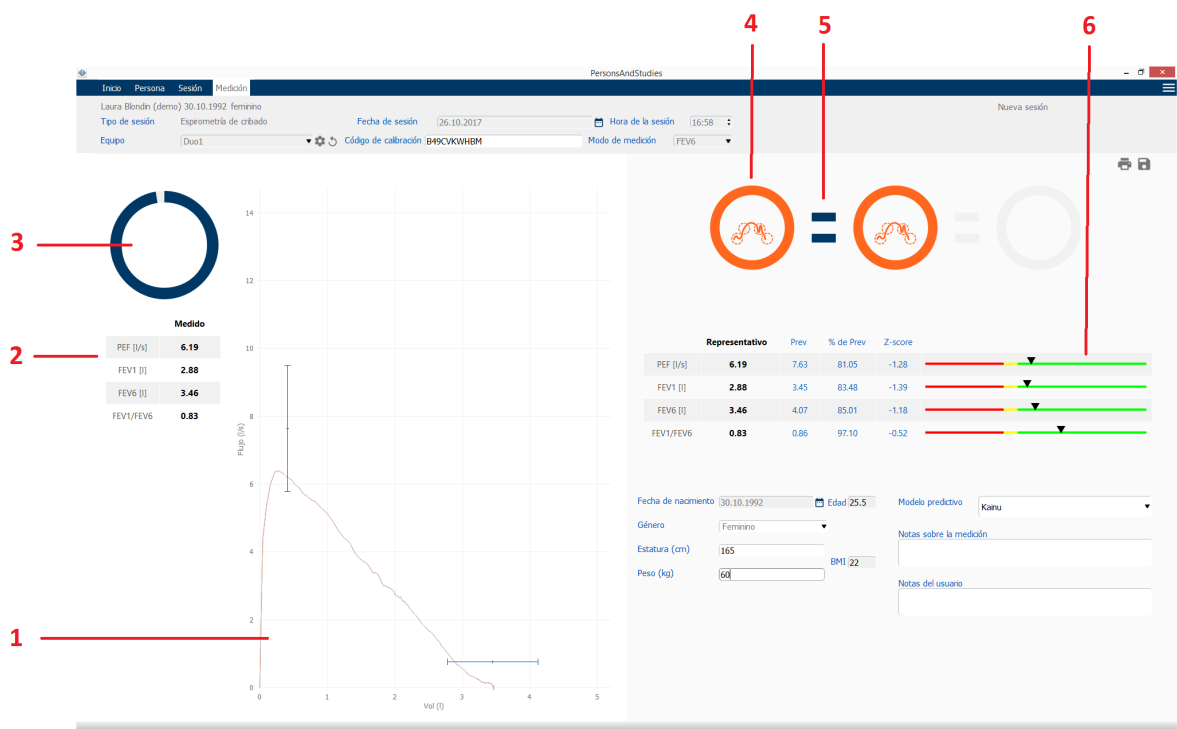 4 5 6
PersonsAndStudies
Inicio Persona Sesión Medición
Laura Blondin (demo) 30.10.1992 feminino
Nueva sesión
Tipo de sesión Espirometría de cribado Fecha de sesión 26.10.2017 Hora de la sesión 16:58
Equipo Duo1 Código de calibración B49CVKWHBM Modo de medición FEV6
3
Medido
2
PEF [l/s] 6.19
FEV1 [l] 2.88
FEV6 [l] 3.46
FEV1/FEV6 0.83
14
12
10
8
6
4
2
0
Flujo (l/s)
0 1 2 3 4 5
Vol (l)
1
Representativo Prev % de Prev Z-score
PEF [l/s] 6.19 7.63 81.05 -1.28
FEV1 [l] 2.88 3.45 83.48 -1.39
FEV6 [l] 3.46 4.07 85.01 -1.18
FEV1/FEV6 0.83 0.86 97.10 -0.52
Fecha de nacimiento 30.10.1992 Edad 25.5 Modelo predictivo Kainu
Género Feminino
Notas sobre la medición
Estatura (cm) 165
BMI 22
Peso (kg) 60
Notas del usuario